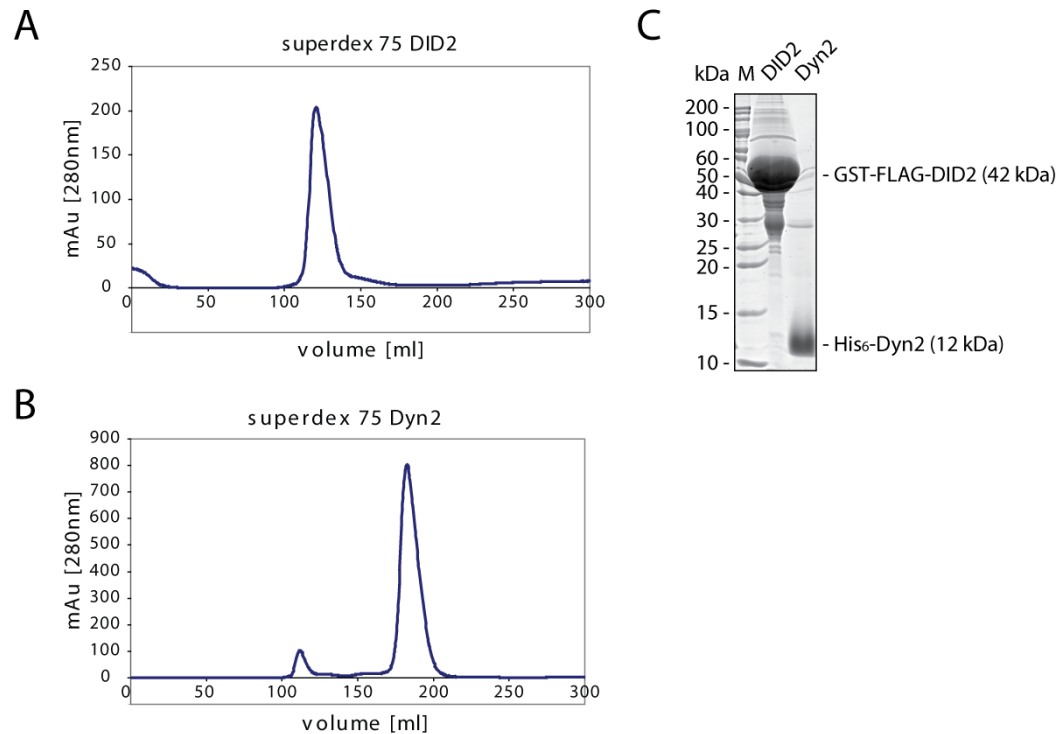 A
superdex 75 DID2
250
200
150
100
50
0
mAu [280nm]
0 50 100 150 200 250 300
volume [ml]
B
superdex 75 Dyn2
900
800
700
600
500
400
300
200
100
0
mAu [280nm]
0 50 100 150 200 250 300
volume [ml]
C
kDa M DID2 Dyn2
200 -
100 -
60 -
50 -
40 -
30 -
25 -
20 -
15 -
10 -
- GST-FLAG-DID2 (42 kDa)
- His₆-Dyn2 (12 kDa)